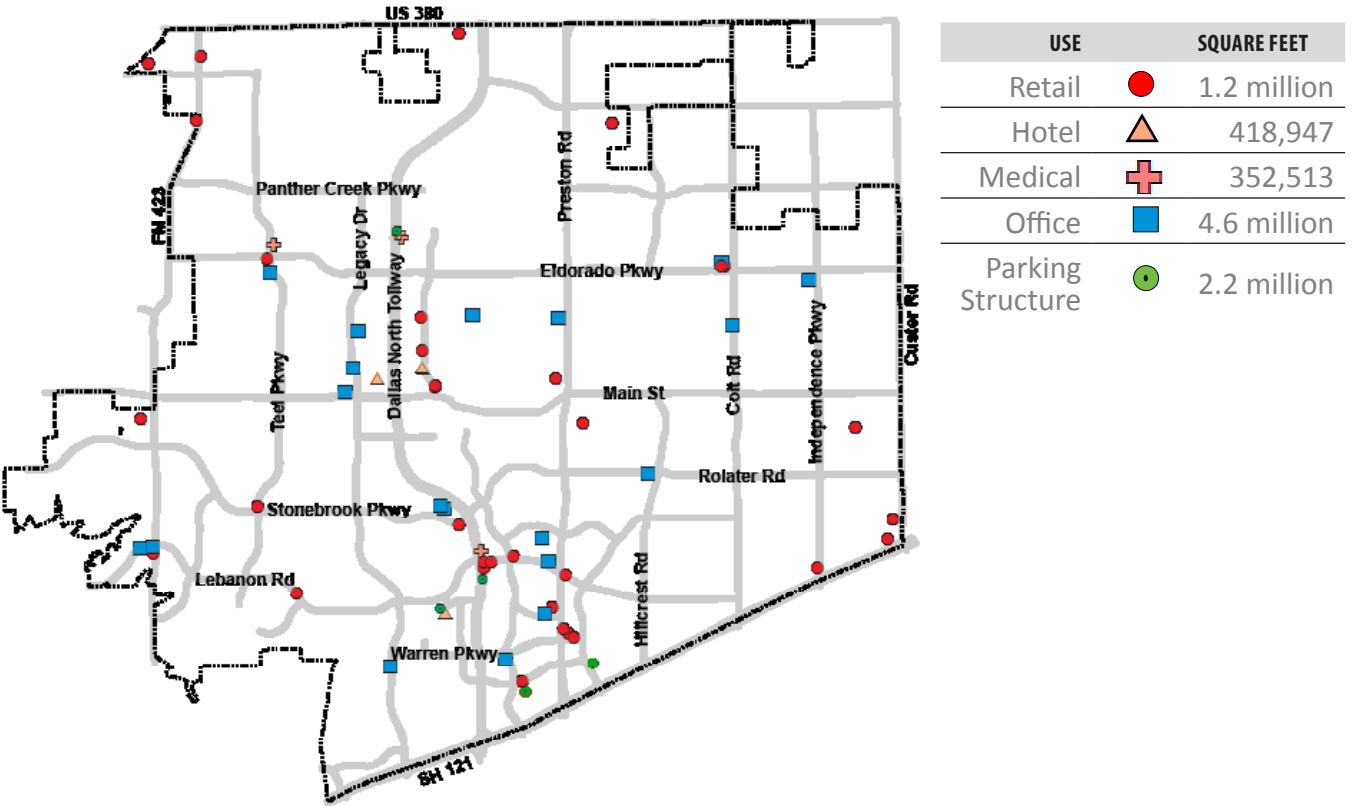 US 380
USE SQUARE FEET
Retail 1.2 million
Hotel 418,947
Medical 352,513
Office 4.6 million
Parking
Structure 2.2 million
Panther Creek Pkwy
Preston Rd
FM 423
Legacy Dr
Eldorado Pkwy
Dallas North Tollway
Custer Rd
Teel Pkwy
Main St
Coit Rd
Independence Pkwy
Rolater Rd
Stonebrook Pkwy
Lebanon Rd
Hillcrest Rd
Warren Pkwy
SH 121